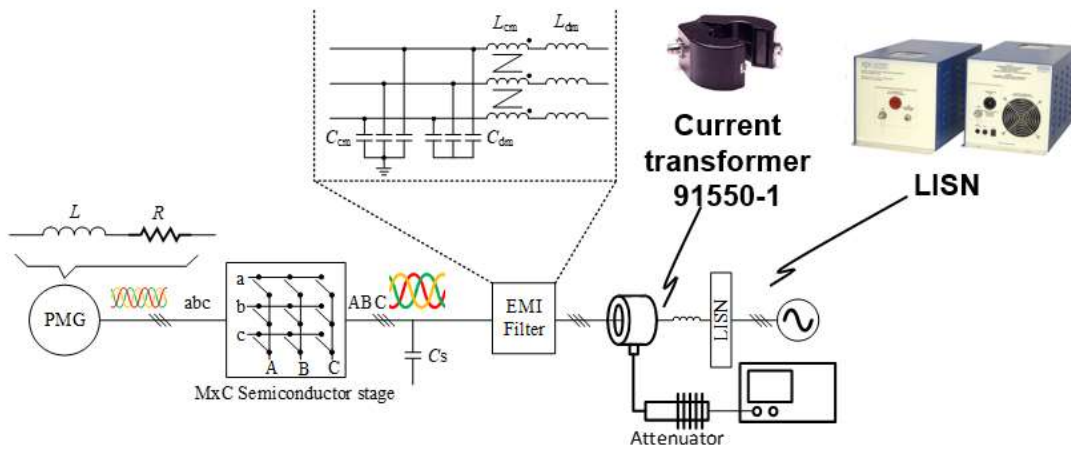 Lcm
Ldm
Ccm
Cdm
Current
transformer
91550-1
LISN
L
R
PMG
abc
a
b
c
A
B
C
MxC Semiconductor stage
ABC
Cs
EMI
Filter
LISN
Attenuator